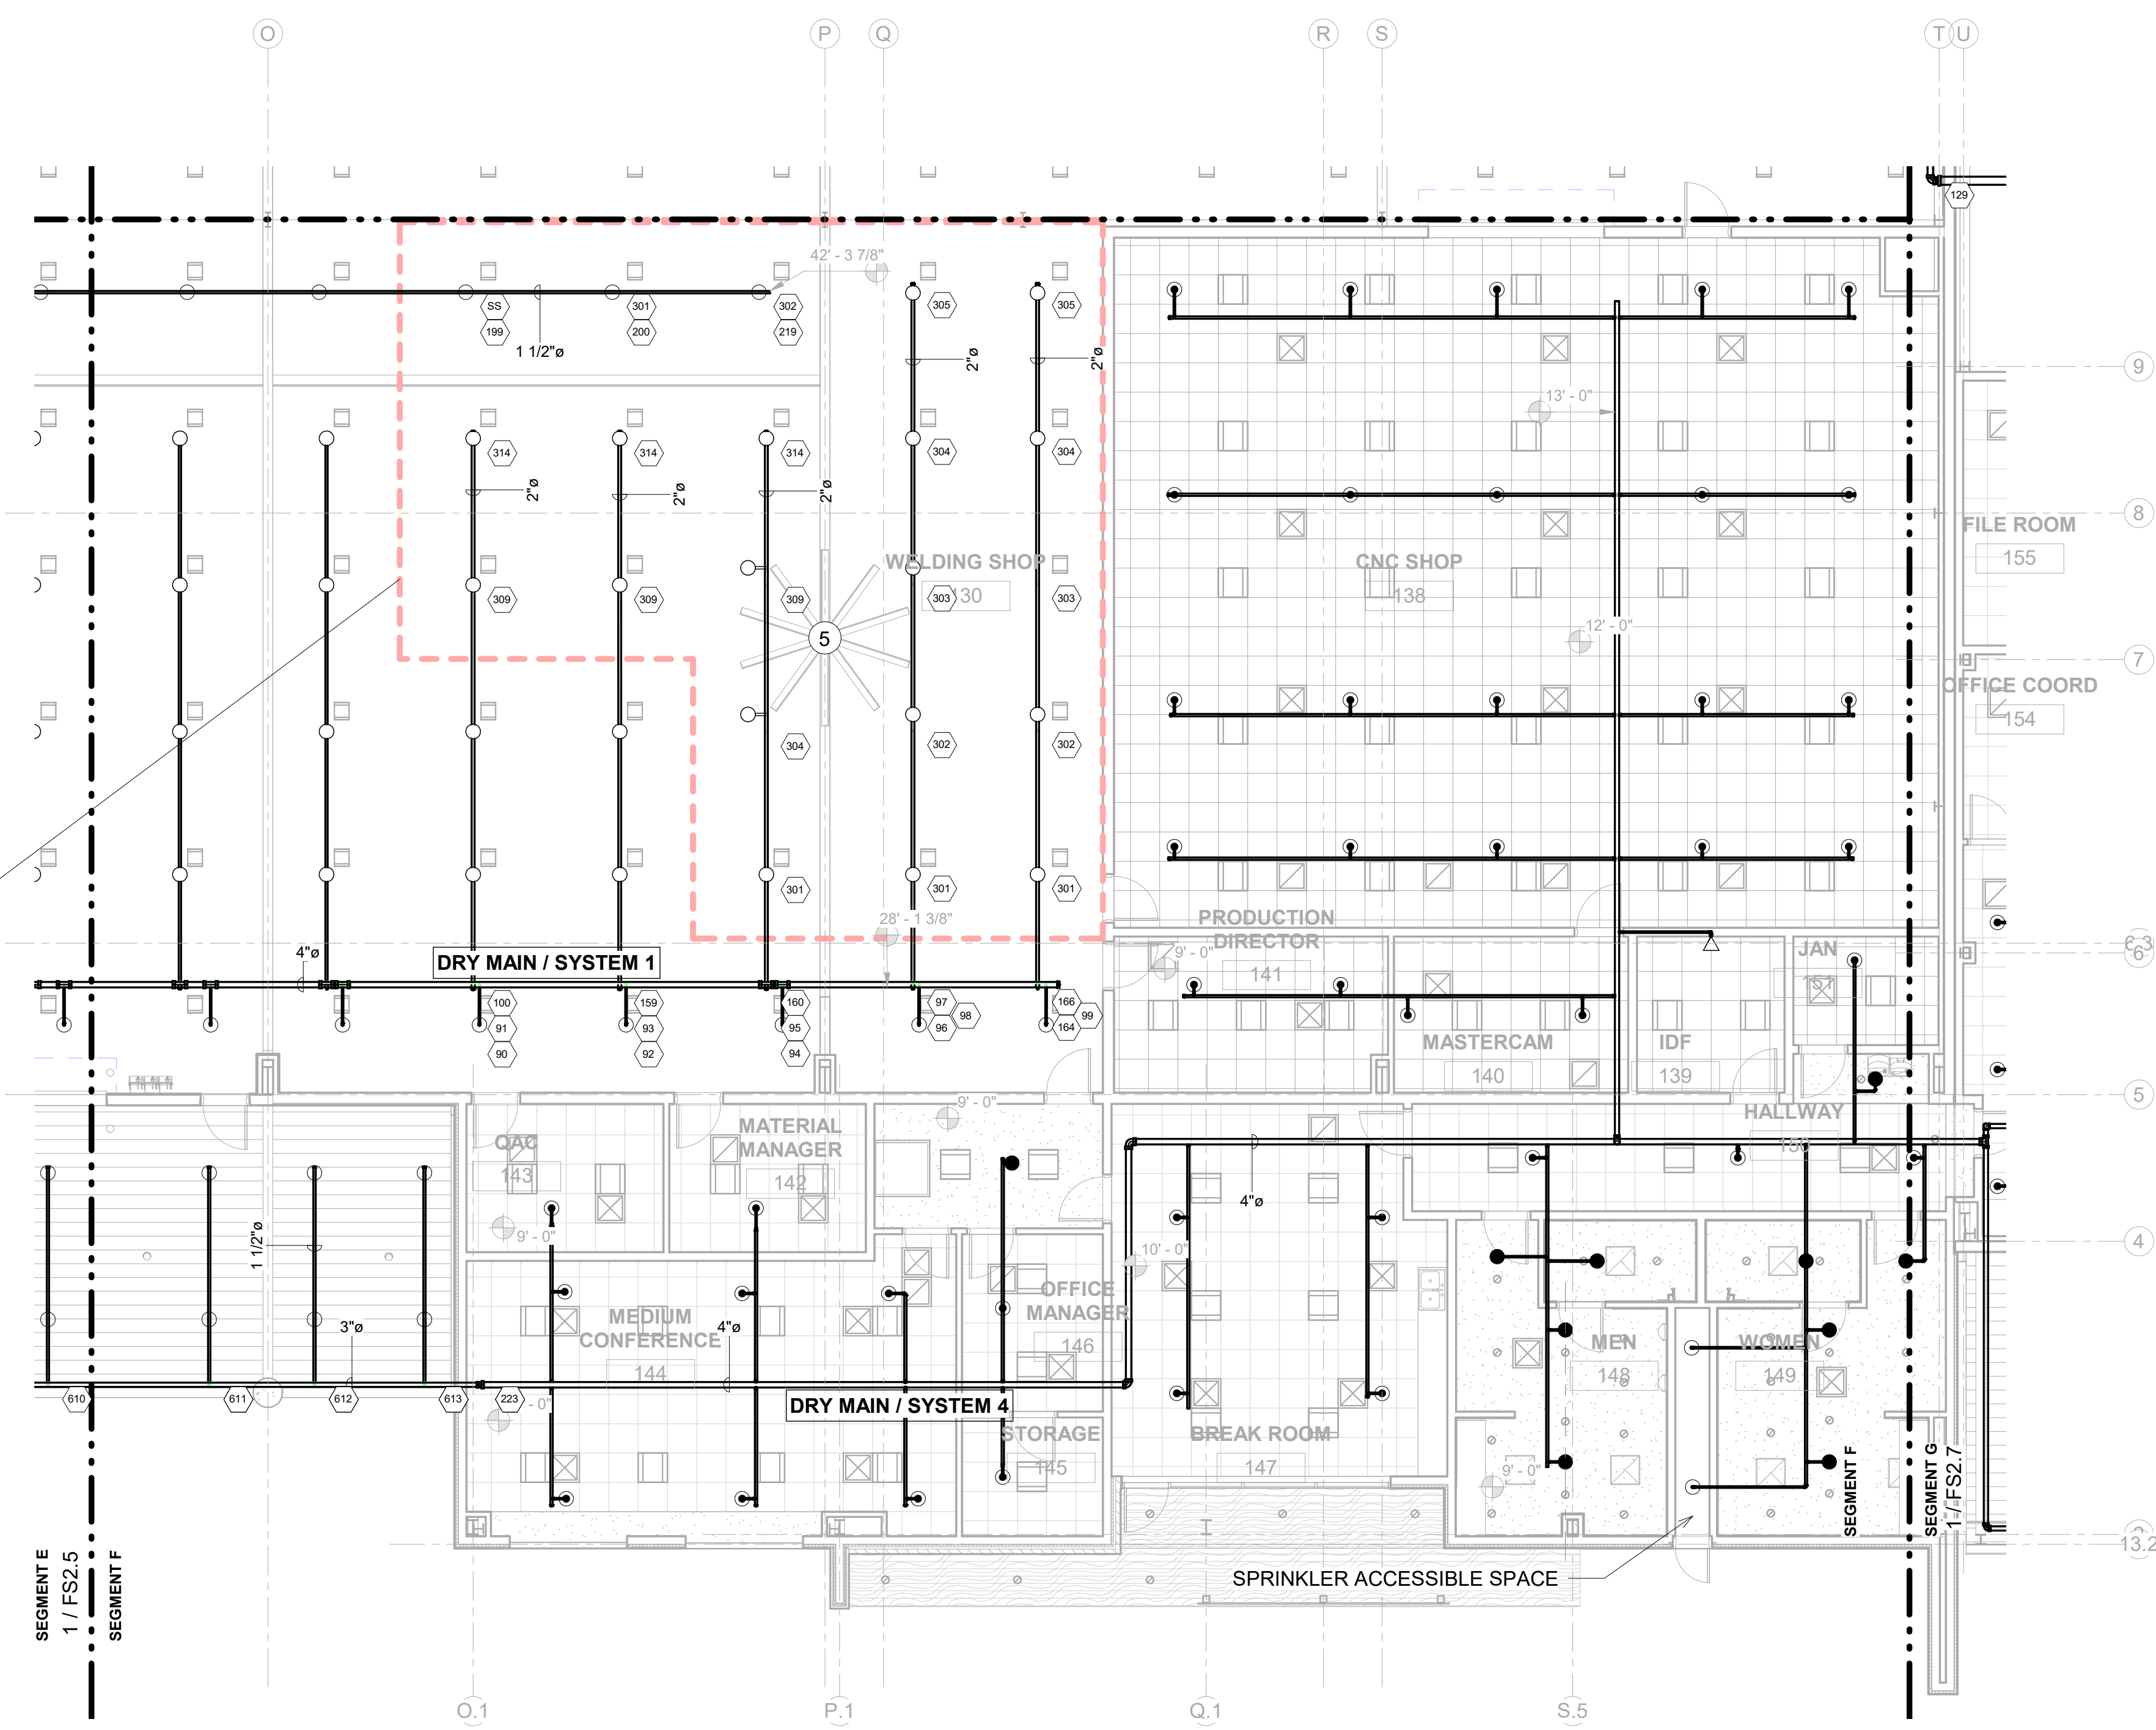 O
P
Q
R
S
T
U
129
42' - 3 7/8"
SS
199
1 1/2"ø
301
200
302
219
305
305
2"ø
2"ø
9
13' - 0"
314
314
314
304
304
2"ø
2"ø
2"ø
8
FILE ROOM
155
WELDING SHOP
130
CNC SHOP
138
309
309
309
303
303
5
12' - 0"
7
OFFICE COORD
154
304
302
302
301
301
301
28' - 1 3/8"
PRODUCTION
DIRECTOR
141
9' - 0"
JAN
151
6.3
6
4"ø
DRY MAIN / SYSTEM 1
100
91
90
159
93
92
160
95
94
97
96
98
166
164
99
MASTERCAM
140
IDF
139
5
9' - 0"
HALLWAY
150
QAC
143
MATERIAL
MANAGER
142
9' - 0"
4"ø
1 1/2"ø
10' - 0"
4
OFFICE
MANAGER
146
MEDIUM
CONFERENCE
144
3"ø
4"ø
MEN
148
WOMEN
149
610
611
612
613
223
- 0"
DRY MAIN / SYSTEM 4
STORAGE
145
BREAK ROOM
147
9' - 0"
SEGMENT F
SEGMENT G
1 / FS2.7
13.2
SEGMENT E
1 / FS2.5
SEGMENT F
SPRINKLER ACCESSIBLE SPACE
O.1
P.1
Q.1
S.5